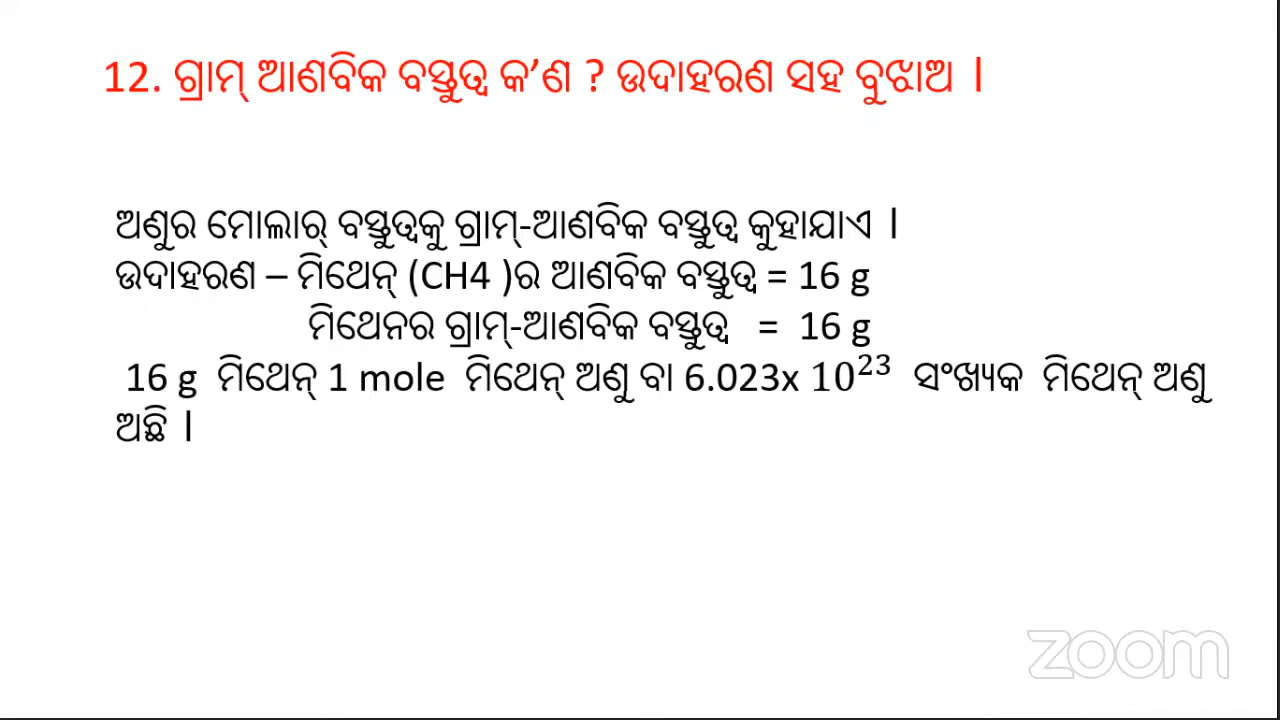 12. ଗ୍ରାମ୍ ଆଣବିକ ବସ୍ତୁତ୍ୱ କ’ଣ ? ଉଦାହରଣ ସହ ବୁଝାଅ ।
ଅଣୁର ମୋଲାର୍ ବସ୍ତୁତ୍ୱକୁ ଗ୍ରାମ୍-ଆଣବିକ ବସ୍ତୁତ୍ୱ କୁହାଯାଏ ।
ଉଦାହରଣ – ମିଥେନ୍ (CH4 )ର ଆଣବିକ ବସ୍ତୁତ୍ୱ = 16 g
ମିଥେନର ଗ୍ରାମ୍-ଆଣବିକ ବସ୍ତୁତ୍ୱ = 16 g
16 g ମିଥେନ୍ 1 mole ମିଥେନ୍ ଅଣୁ ବା 6.023x 10²³ ସଂଖ୍ୟକ ମିଥେନ୍ ଅଣୁ
ଅଛି ।
zoom